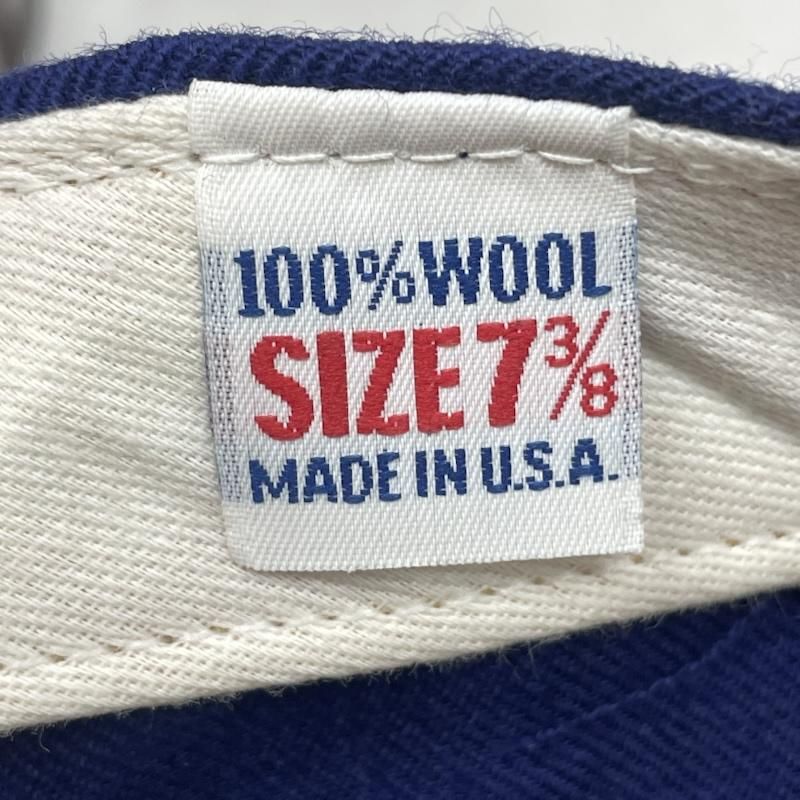 100% WOOL
SIZE 7 3/8
MADE IN U.S.A.